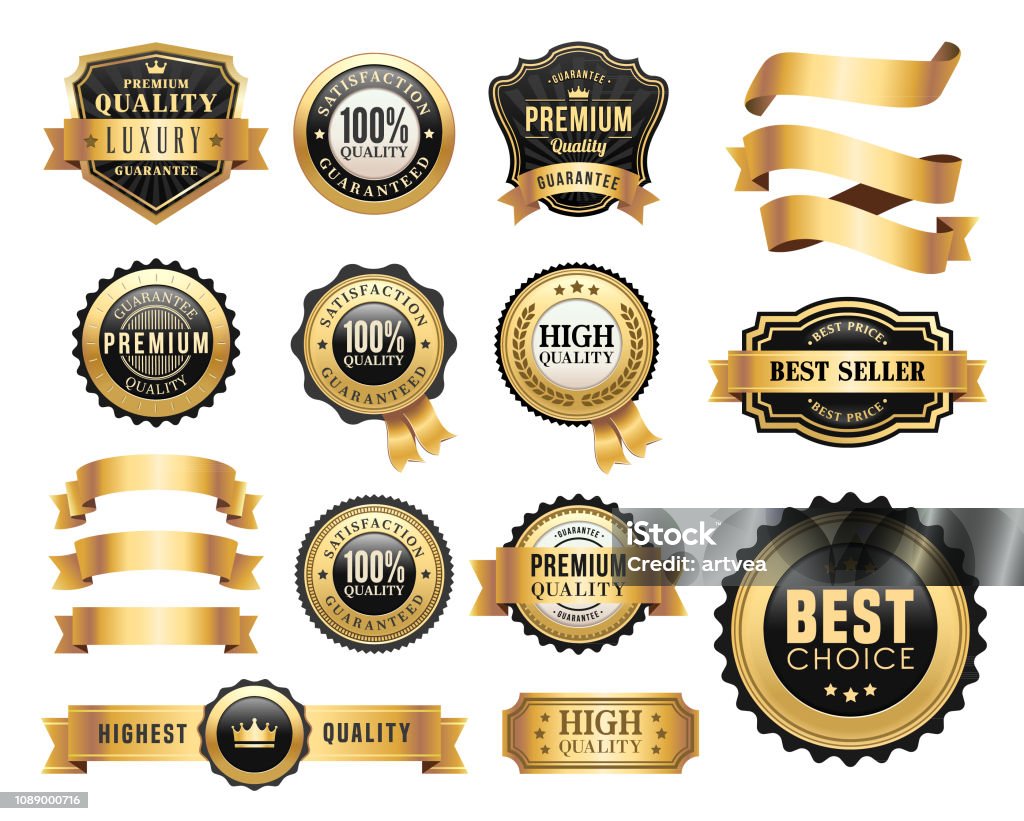 PREMIUM
QUALITY
LUXURY
GUARANTEE
SATISFACTION
100%
QUALITY
GUARANTEED
GUARANTEE
PREMIUM
Quality
GUARANTEE
GUARANTEE
PREMIUM
QUALITY
SATISFACTION
100%
QUALITY
GUARANTEED
HIGH
QUALITY
BEST PRICE
BEST SELLER
BEST PRICE
SATISFACTION
100%
QUALITY
GUARANTEED
GUARANTEE
PREMIUM
QUALITY
GUARANTEE
iStock™
Credit: artvea
BEST
CHOICE
HIGHEST QUALITY
HIGH
QUALITY
1089000716